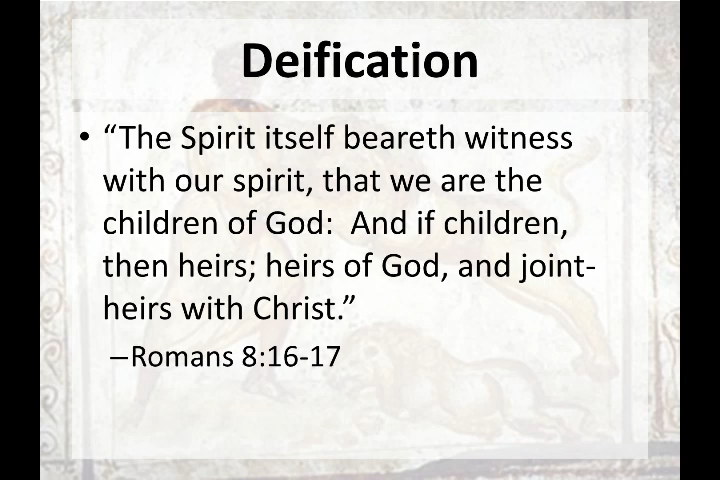 Deification
• “The Spirit itself beareth witness
with our spirit, that we are the
children of God:  And if children,
then heirs; heirs of God, and joint-
heirs with Christ.”
–Romans 8:16-17